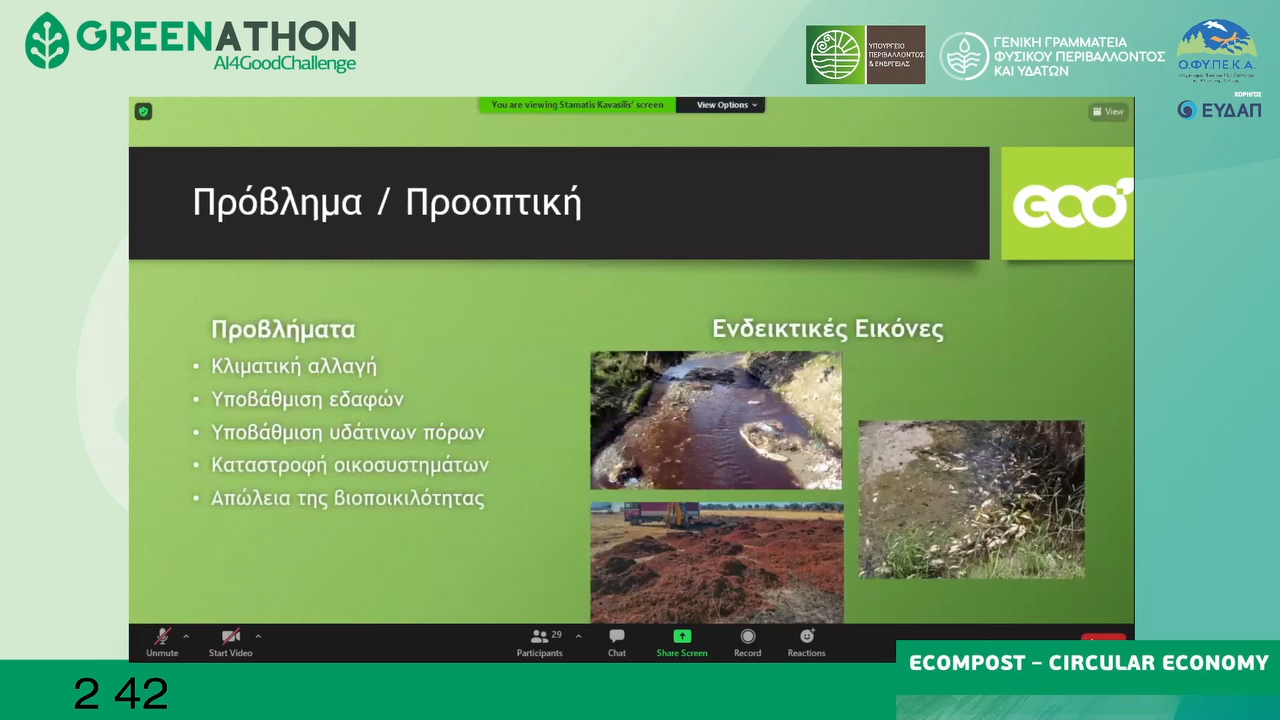 GREENATHON
AI4GoodChallenge
ΥΠΟΥΡΓΕΙΟ
ΠΕΡΙΒΑΛΛΟΝΤΟΣ
& ΕΝΕΡΓΕΙΑΣ
ΓΕΝΙΚΗ ΓΡΑΜΜΑΤΕΙΑ
ΦΥΣΙΚΟΥ ΠΕΡΙΒΑΛΛΟΝΤΟΣ
ΚΑΙ ΥΔΑΤΩΝ
Ο.ΦΥ.ΠΕ.Κ.Α.
ΧΟΡΗΓΟΣ
ΕΥΔΑΠ
You are viewing Stamatis Kavasilis' screen
View Options
View
Πρόβλημα / Προοπτική
eco
Προβλήματα
• Κλιματική αλλαγή
• Υποβάθμιση εδαφών
• Υποβάθμιση υδάτινων πόρων
• Καταστροφή οικοσυστημάτων
• Απώλεια της βιοποικιλότητας
Ενδεικτικές Εικόνες
Unmute
Start Video
29
Participants
Chat
Share Screen
Record
Reactions
ECOMPOST – CIRCULAR ECONOMY
2 42